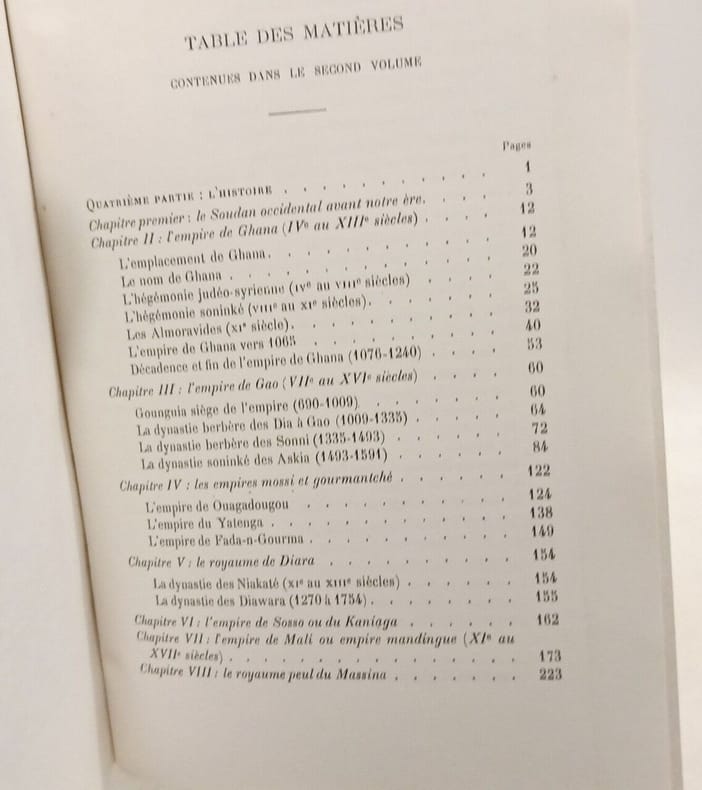 TABLE DES MATIÈRES
CONTENUES DANS LE SECOND VOLUME
Pages
QUATRIÈME PARTIE : L'HISTOIRE . . . . . . . . . . 1
Chapitre premier : le Soudan occidental avant notre ère. . . . 3
Chapitre II : l'empire de Ghana (IVe au XIIIe siècles) . . . . 12
L'emplacement de Ghana. . . . . . . . . . . 12
Le nom de Ghana . . . . . . . . . . . . 20
L'hégémonie judéo-syrienne (IVe au VIIIe siècles) . . . . 22
L'hégémonie soninké (VIIIe au XIe siècles). . . . . . 25
Les Almoravides (XIe siècle). . . . . . . . . . 32
L'empire de Ghana vers 1065 . . . . . . . . . 40
Décadence et fin de l'empire de Ghana (1076-1240) . . . . 53
Chapitre III : l'empire de Gao (VIIe au XVIe siècles) . . . . 60
Gounguia siège de l'empire (690-1009) . . . . . . 60
La dynastie berbère des Dia à Gao (1009-1335) . . . . . 64
La dynastie berbère des Sonni (1335-1493) . . . . . 72
La dynastie soninké des Askia (1493-1591) . . . . . 84
Chapitre IV : les empires mossi et gourmantché . . . . . 122
L'empire de Ouagadougou . . . . . . . . . 124
L'empire du Yatenga . . . . . . . . . . . 138
L'empire de Fada-n-Gourma . . . . . . . . . 149
Chapitre V : le royaume de Diara . . . . . . . . 154
La dynastie des Niakaté (XIe au XIIIe siècles) . . . . . 154
La dynastie des Diawara (1270 à 1754). . . . . . . 155
Chapitre VI : l'empire de Sosso ou du Kaniaga . . . . . 162
Chapitre VII : l'empire de Mali ou empire mandingue (XIe au
XVIIe siècles) . . . . . . . . . . . . . 173
Chapitre VIII : le royaume peul du Massina . . . . . . 223